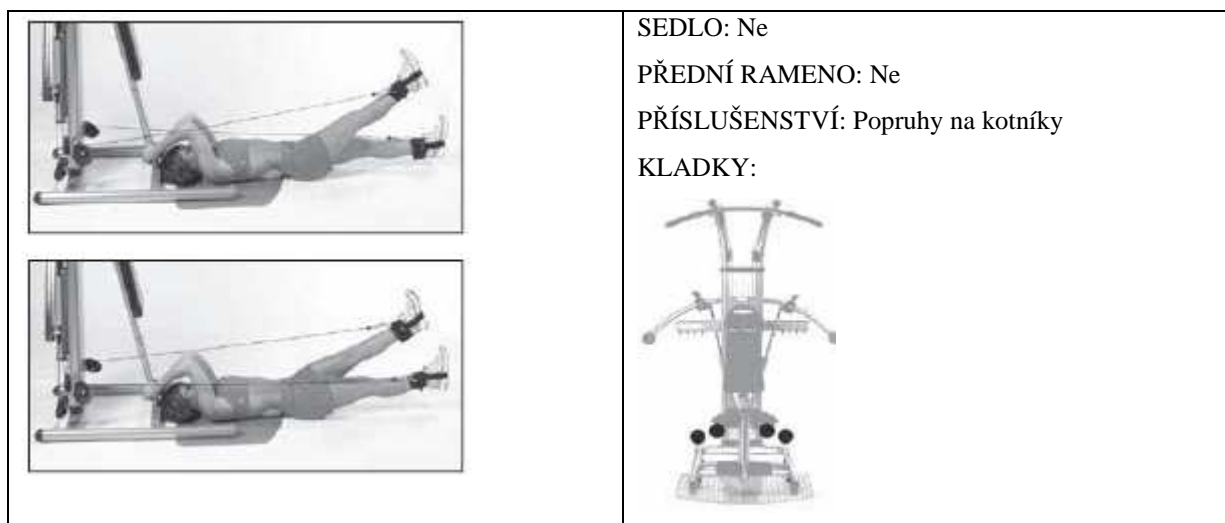 SEDLO: Ne
PŘEDNÍ RAMENO: Ne
PŘÍSLUŠENSTVÍ: Popruhy na kotníky
KLADKY: